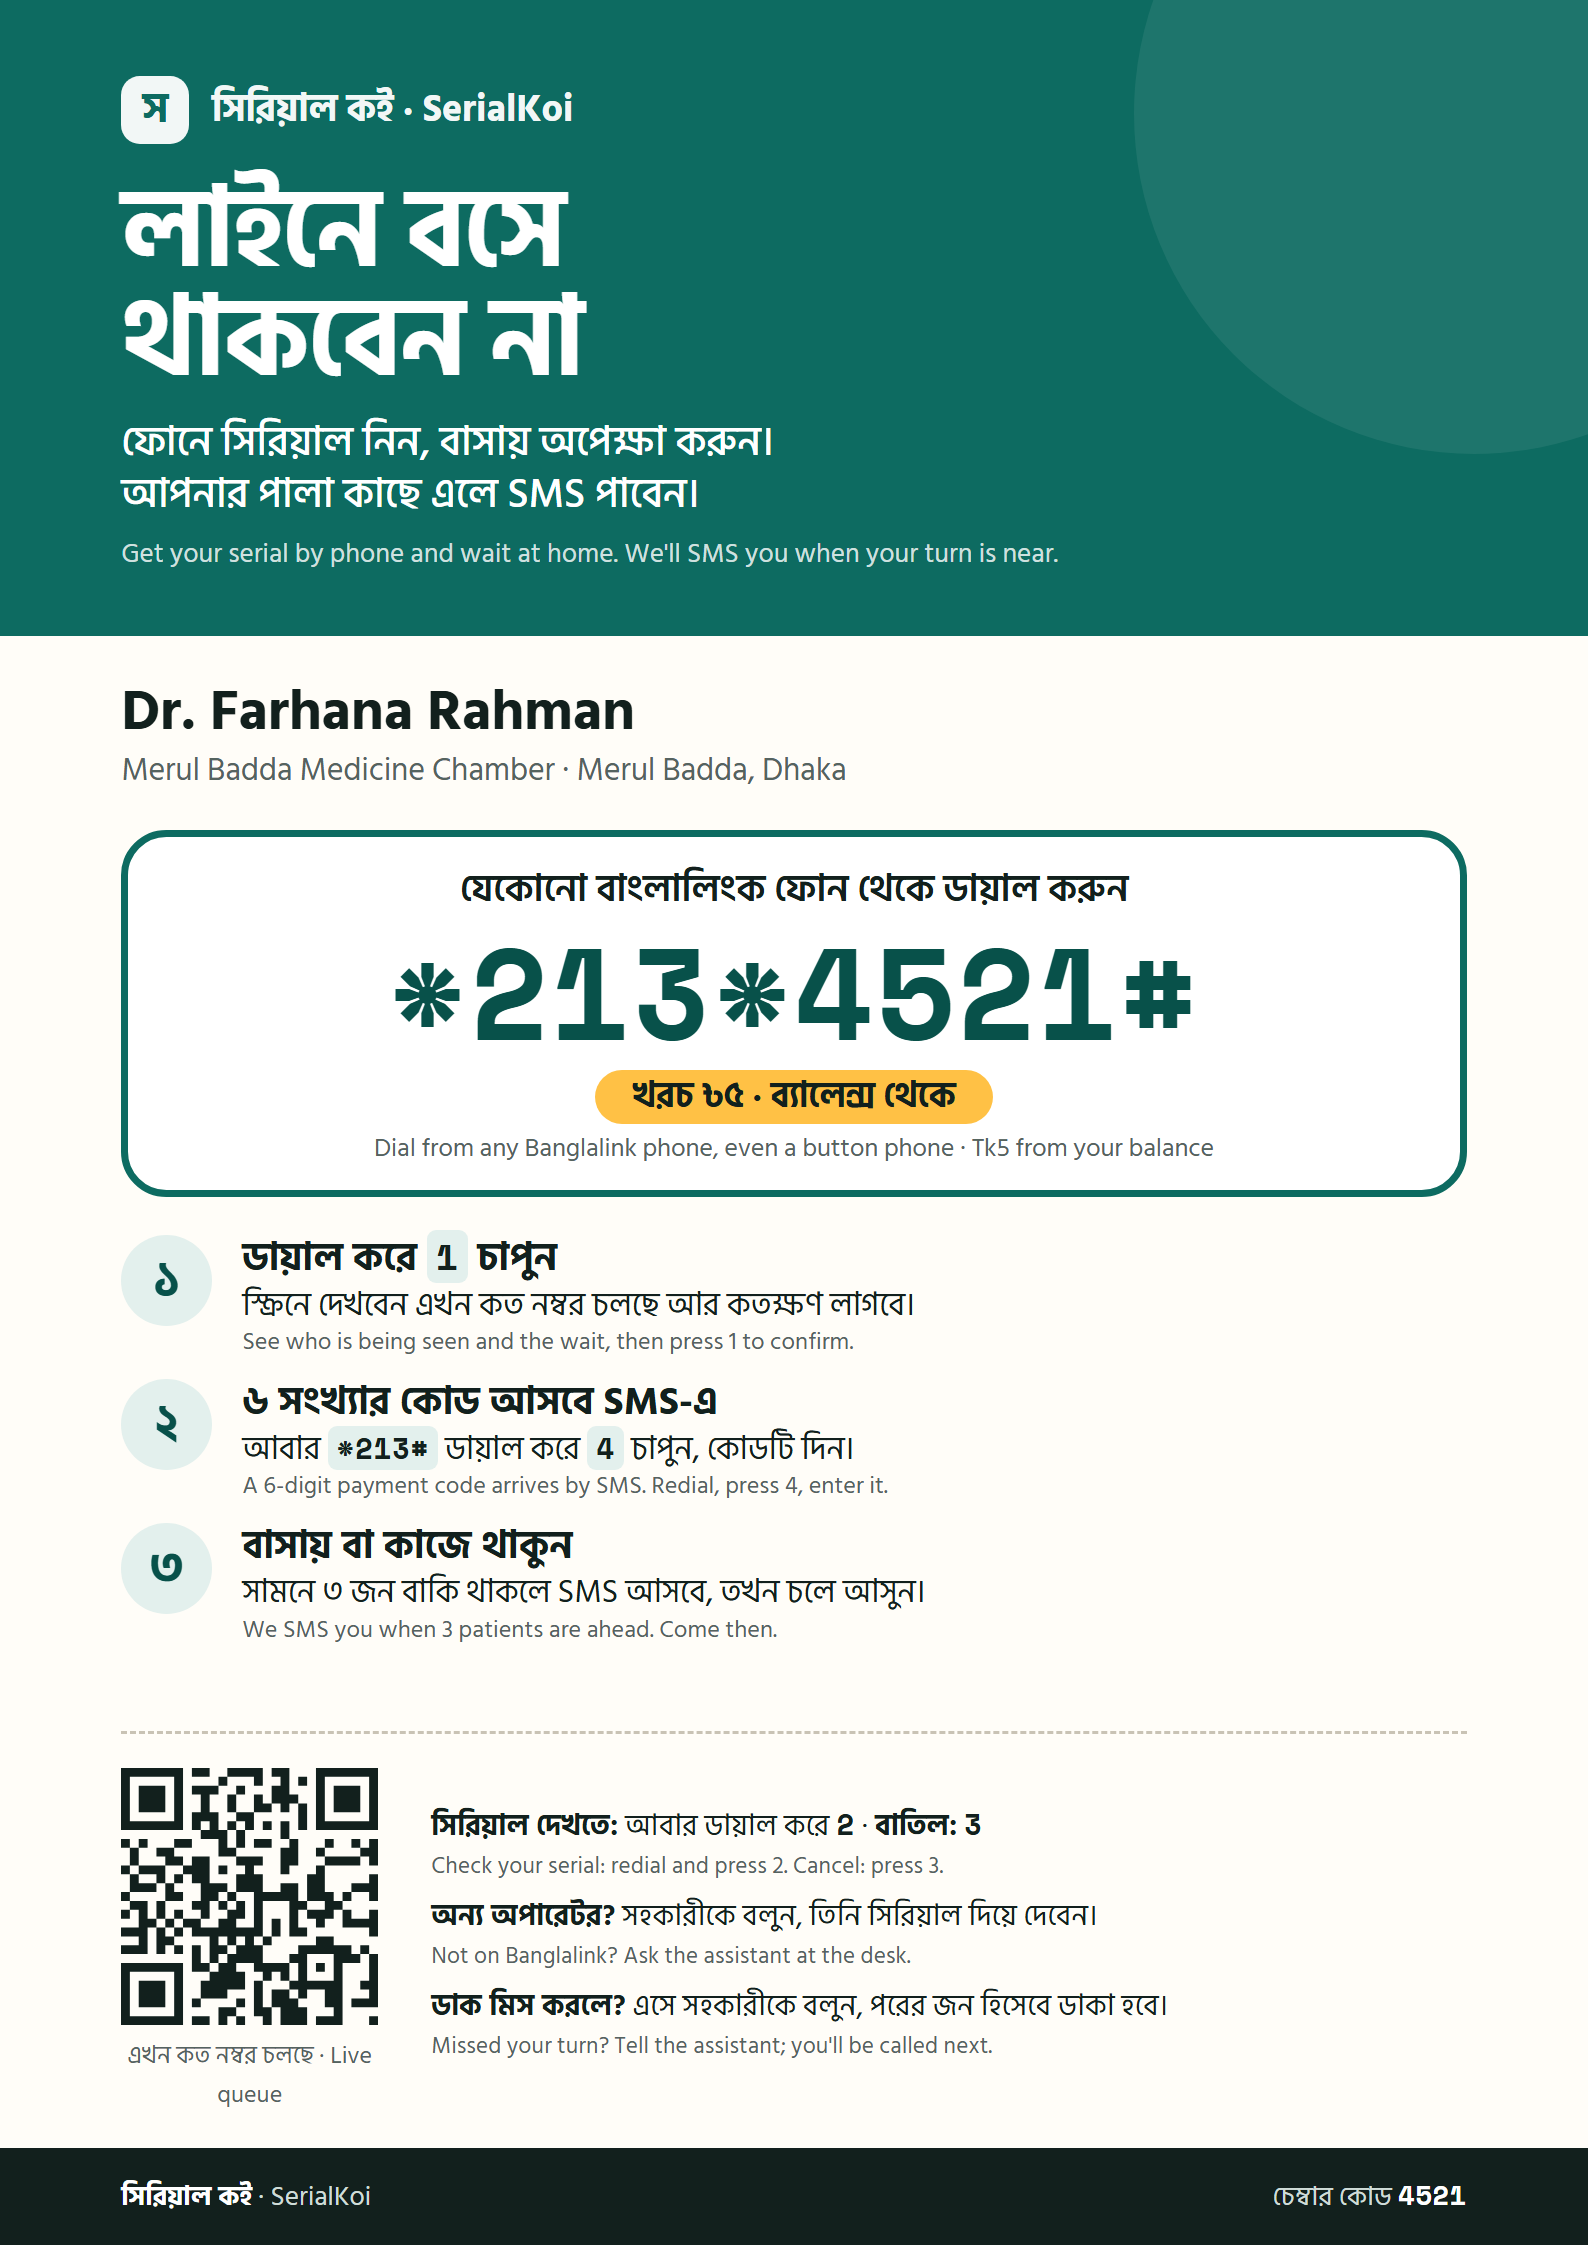 স
সিরিয়াল কই · SerialKoi
লাইনে বসে
থাকবেন না
ফোনে সিরিয়াল নিন, বাসায় অপেক্ষা করুন।
আপনার পালা কাছে এলে SMS পাবেন।
Get your serial by phone and wait at home. We'll SMS you when your turn is near.
Dr. Farhana Rahman
Merul Badda Medicine Chamber · Merul Badda, Dhaka
যেকোনো বাংলালিংক ফোন থেকে ডায়াল করুন
*213*4521#
খরচ ৳৫ · ব্যালেন্স থেকে
Dial from any Banglalink phone, even a button phone · Tk5 from your balance
১
ডায়াল করে 1 চাপুন
স্ক্রিনে দেখবেন এখন কত নম্বর চলছে আর কতক্ষণ লাগবে।
See who is being seen and the wait, then press 1 to confirm.
২
৬ সংখ্যার কোড আসবে SMS-এ
আবার *213# ডায়াল করে 4 চাপুন, কোডটি দিন।
A 6-digit payment code arrives by SMS. Redial, press 4, enter it.
৩
বাসায় বা কাজে থাকুন
সামনে ৩ জন বাকি থাকলে SMS আসবে, তখন চলে আসুন।
We SMS you when 3 patients are ahead. Come then.
সিরিয়াল দেখতে: আবার ডায়াল করে 2 · বাতিল: 3
Check your serial: redial and press 2. Cancel: press 3.
অন্য অপারেটর? সহকারীকে বলুন, তিনি সিরিয়াল দিয়ে দেবেন।
Not on Banglalink? Ask the assistant at the desk.
ডাক মিস করলে? এসে সহকারীকে বলুন, পরের জন হিসেবে ডাকা হবে।
Missed your turn? Tell the assistant; you'll be called next.
এখন কত নম্বর চলছে · Live
queue
সিরিয়াল কই · SerialKoi
চেম্বার কোড 4521